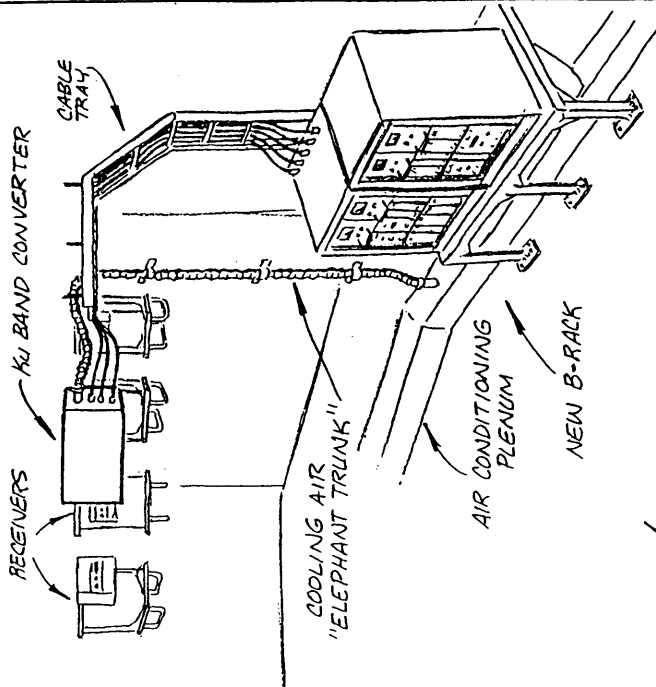 RECEIVERS
Ku BAND CONVERTER
CABLE
TRAY
COOLING AIR
"ELEPHANT TRUNK"
AIR CONDITIONING
PLENUM
NEW B-RACK